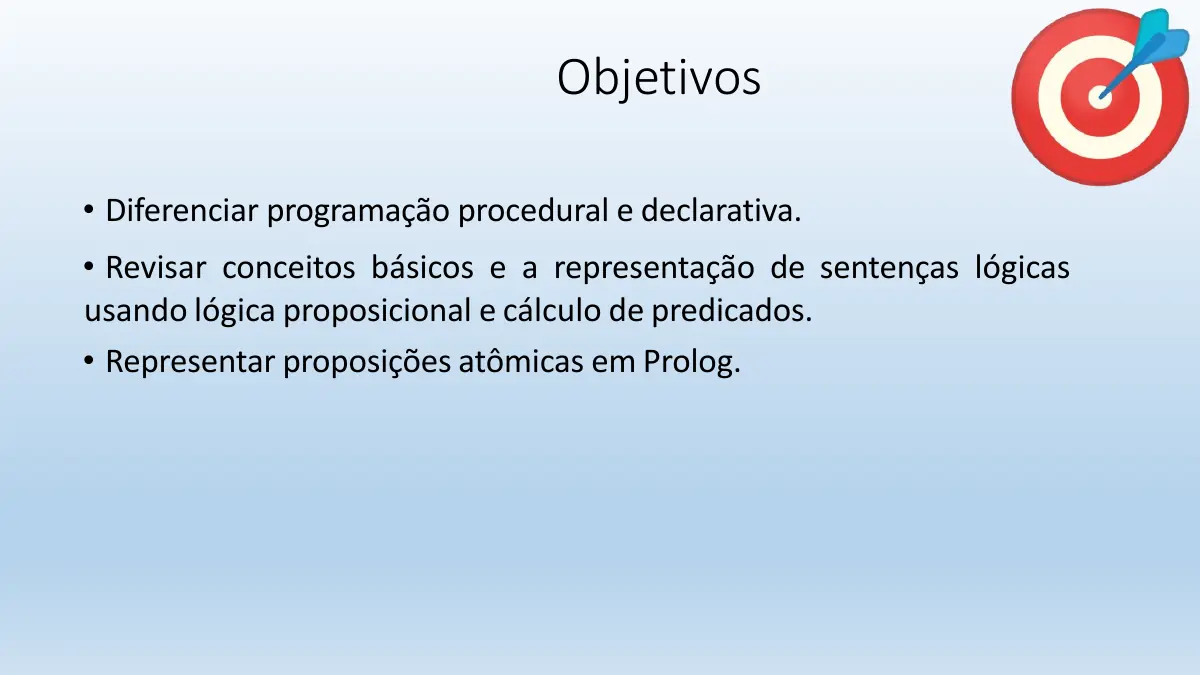 Objetivos
• Diferenciar programação procedural e declarativa.
• Revisar conceitos básicos e a representação de sentenças lógicas
usando lógica proposicional e cálculo de predicados.
• Representar proposições atômicas em Prolog.